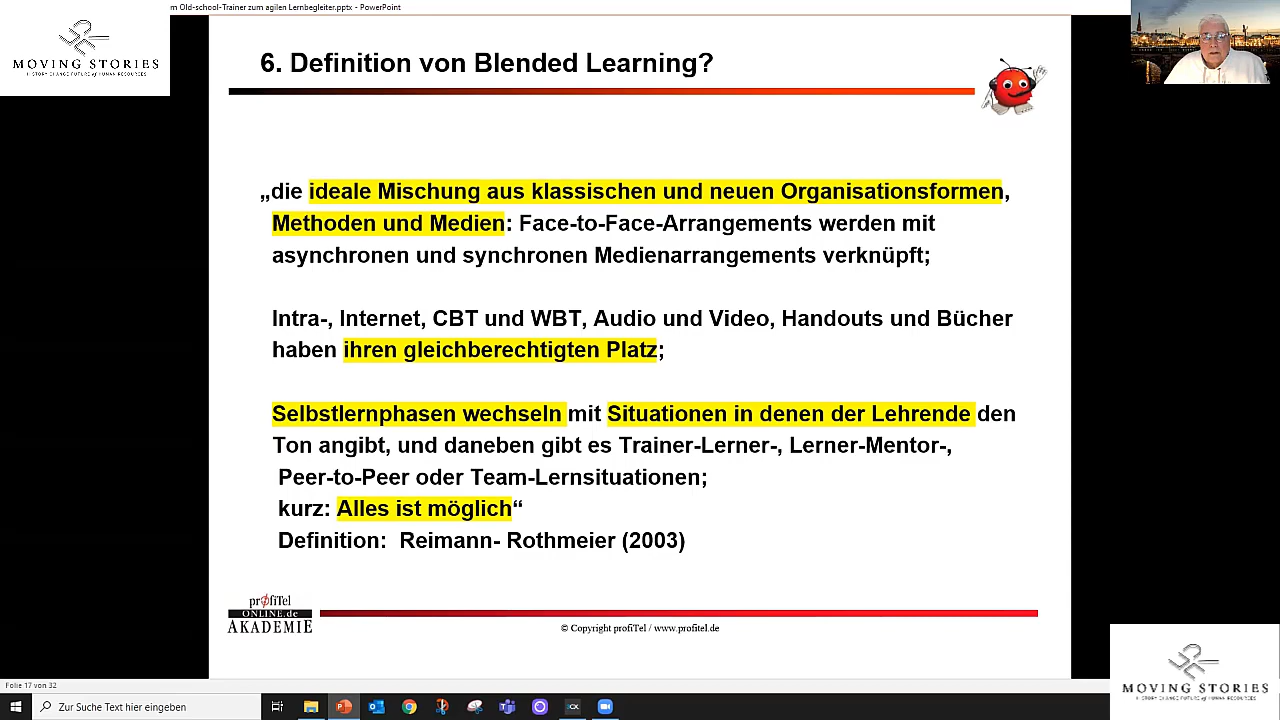 m Old-school-Trainer zum agilen Lernbegleiter.pptx - PowerPoint
MOVING STORIES
6. Definition von Blended Learning?
„die ideale Mischung aus klassischen und neuen Organisationsformen,
Methoden und Medien: Face-to-Face-Arrangements werden mit
asynchronen und synchronen Medienarrangements verknüpft;
Intra-, Internet, CBT und WBT, Audio und Video, Handouts und Bücher
haben ihren gleichberechtigten Platz;
Selbstlernphasen wechseln mit Situationen in denen der Lehrende den
Ton angibt, und daneben gibt es Trainer-Lerner-, Lerner-Mentor-,
Peer-to-Peer oder Team-Lernsituationen;
kurz: Alles ist möglich“
Definition: Reimann- Rothmeier (2003)
profiTel
ONLINE.de
AKADEMIE
© Copyright profiTel / www.profitel.de
Folie 17 von 32
Zur Suche Text hier eingeben
MOVING STORIES